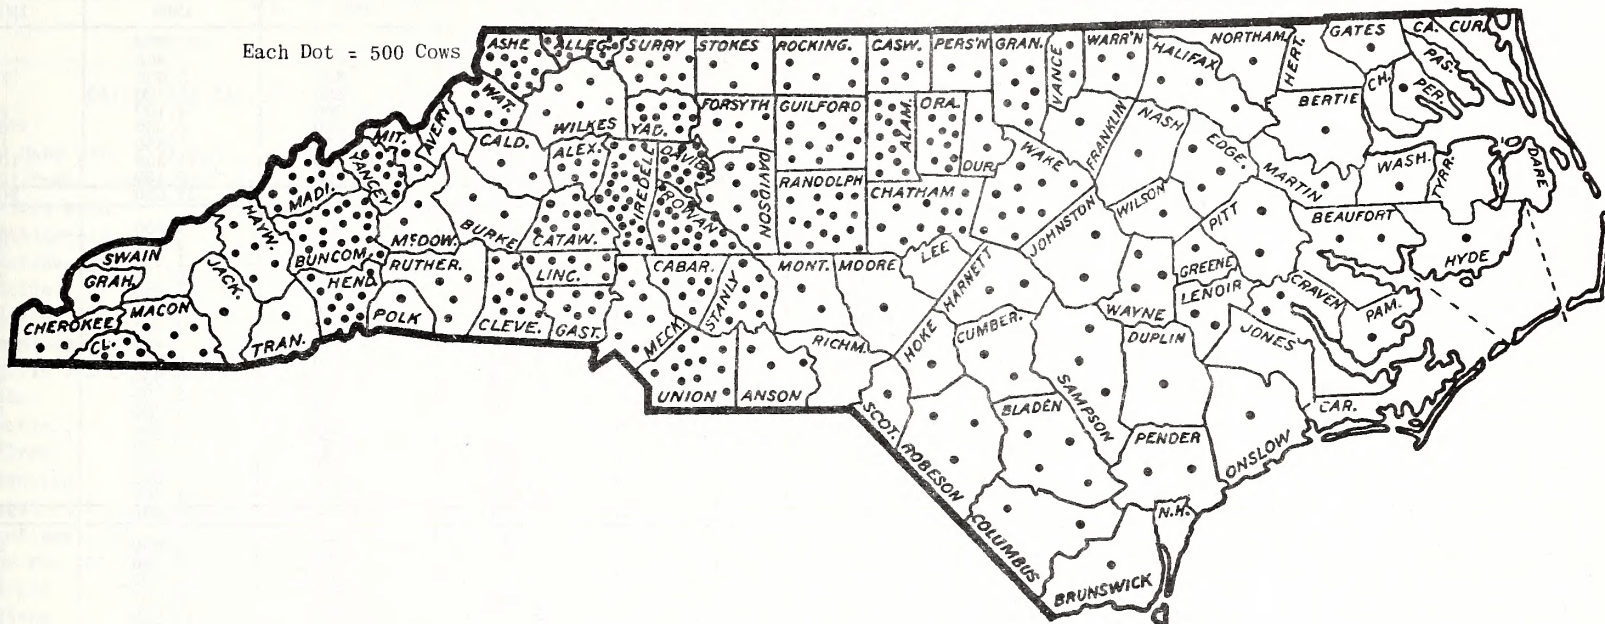 Each Dot = 500 Cows
ASHE
ALLEG.
SURRY
STOKES
ROCKING.
CASW.
PERS'N
GRAN.
VANCE
WARR'N
HALIFAX
NORTHAM.
HERT.
GATES
CA.
CUR.
PAS.
PER.
CH.
BERTIE
WAT.
WILKES
YAD.
FORSYTH
GUILFORD
ALAM.
ORA.
DUR.
WAKE
FRANKLIN
NASH
EDGE.
MARTIN
WASH.
TYRR.
DARE
MIT.
AVERY
CALD.
ALEX.
IREDELL
DAVIE
ROWAN
DAVIDSON
RANDOLPH
CHATHAM
MADI.
YANCEY
HAYW.
BUNCOM.
McDOW.
BURKE
CATAW.
JOHNSTON
WILSON
PITT
BEAUFORT
HYDE
SWAIN
GRAH.
JACK.
HEND.
RUTHER.
LINC.
CABAR.
STANLY
MONT.
MOORE
LEE
HARNETT
GREENE
LENOIR
CRAVEN
PAM.
CHEROKEE
CL.
MACON
TRAN.
POLK
CLEVE.
GAST.
MECK.
UNION
ANSON
RICHM.
HOKE
CUMBER.
WAYNE
DUPLIN
JONES
SCOT.
ROBESON
BLADEN
SAMPSON
PENDER
ONSLOW
CAR.
COLUMBUS
N.H.
BRUNSWICK